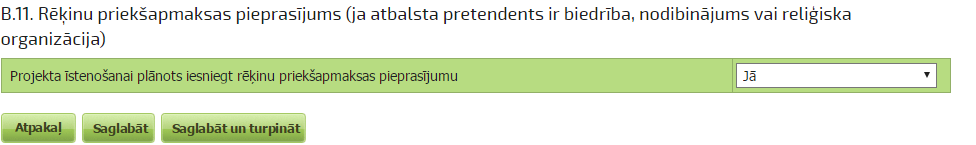 B.11. Rēķinu priekšapmaksas pieprasījums (ja atbalsta pretendents ir biedrība, nodibinājums vai reliģiska
organizācija)
Projekta īstenošanai plānots iesniegt rēķinu priekšapmaksas pieprasījumu Jā
Atpakaļ Saglabāt Saglabāt un turpināt